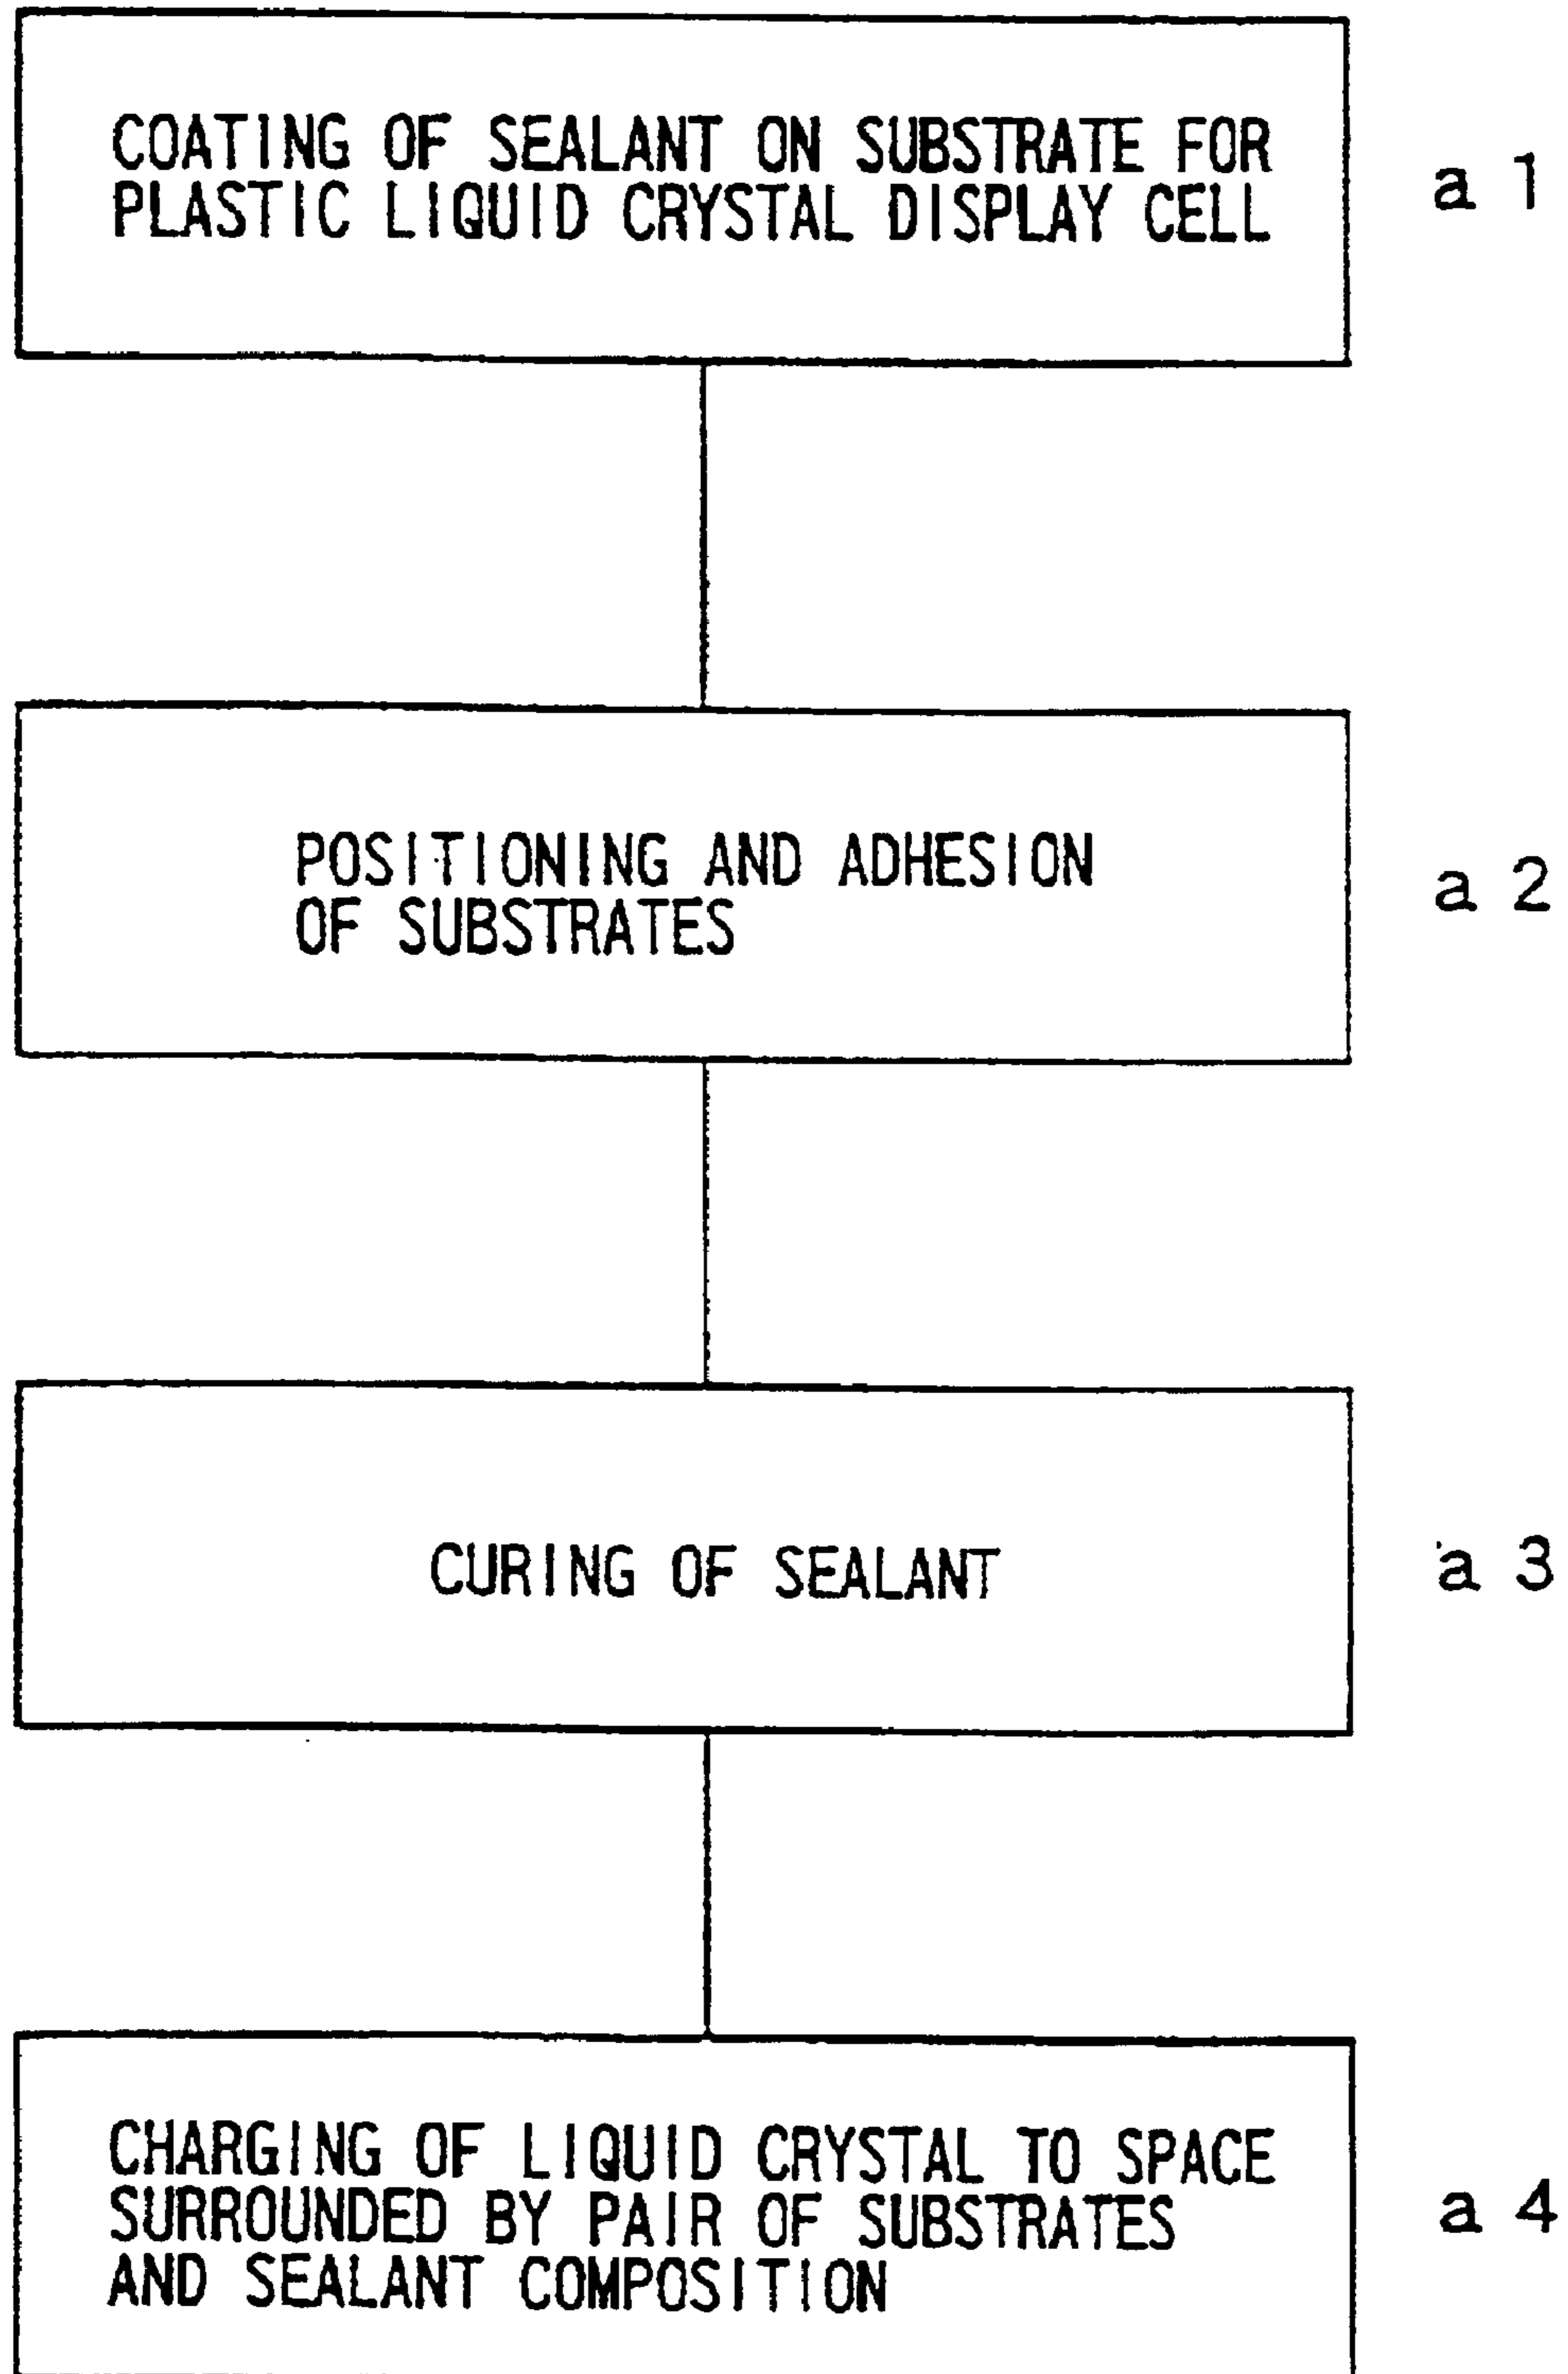 COATING OF SEALANT ON SUBSTRATE FOR
PLASTIC LIQUID CRYSTAL DISPLAY CELL
a 1
POSITIONING AND ADHESION
OF SUBSTRATES
a 2
CURING OF SEALANT
a 3
CHARGING OF LIQUID CRYSTAL TO SPACE
SURROUNDED BY PAIR OF SUBSTRATES
AND SEALANT COMPOSITION
a 4